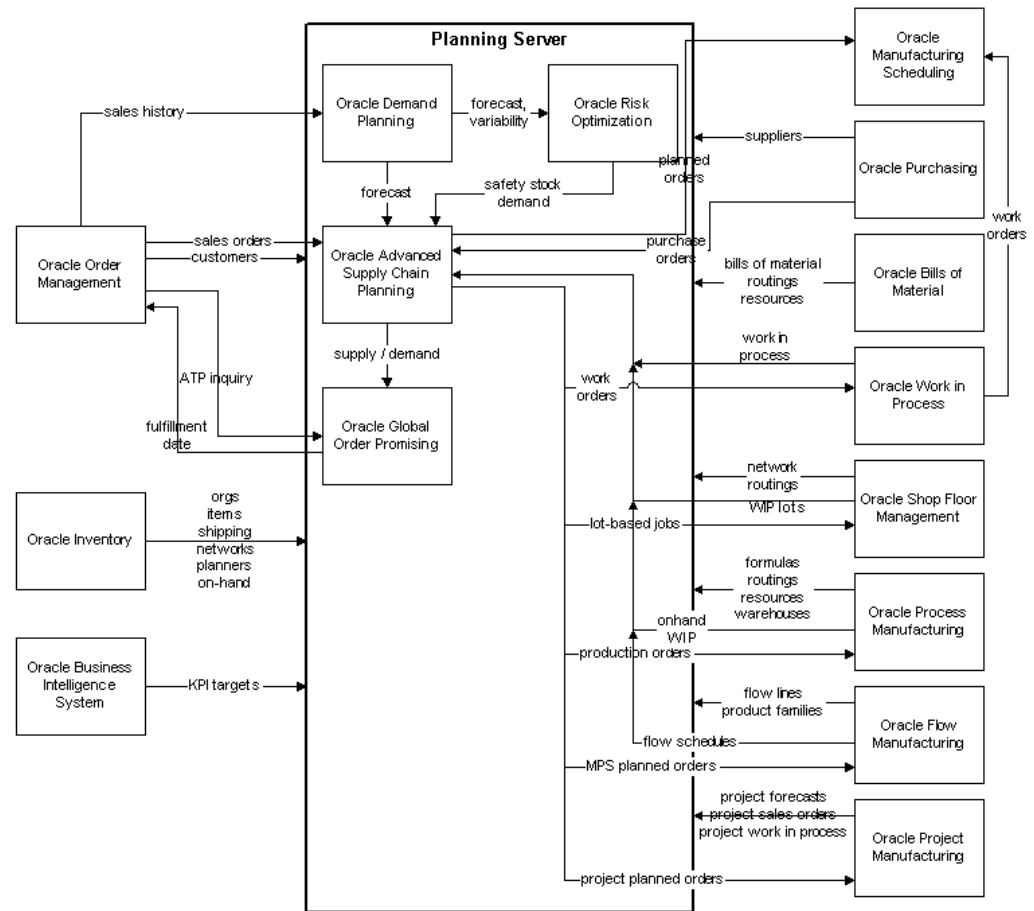 Planning Server
Oracle
Manufacturing
Scheduling
Oracle Demand
Planning
forecast,
variability
Oracle Risk
Optimization
sales history
suppliers
Oracle Purchasing
planned
orders
forecast
safety stock
demand
work
orders
Oracle Order
Management
sales orders
customers
Oracle Advanced
Supply Chain
Planning
purchase
orders
bills of material
routings
resources
Oracle Bills of
Material
supply / demand
work in
process
ATP inquiry
work
orders
Oracle Work in
Process
fulfillment
date
Oracle Global
Order Promising
network
routings
Oracle Shop Floor
Management
WIP lots
lot-based jobs
Oracle Inventory
orgs
items
shipping
networks
planners
on-hand
formulas
routings
resources
warehouses
Oracle Process
Manufacturing
onhand
WIP
production orders
Oracle Business
Intelligence
System
KPI targets
flow lines
product families
Oracle Flow
Manufacturing
flow schedules
MPS planned orders
project forecasts
project sales orders
project work in process
Oracle Project
Manufacturing
project planned orders